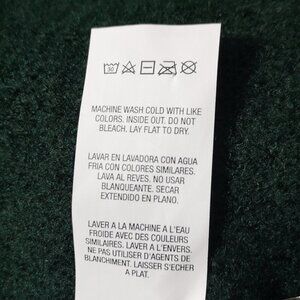 MACHINE WASH COLD WITH LIKE
COLORS. INSIDE OUT. DO NOT
BLEACH. LAY FLAT TO DRY.
LAVAR EN LAVADORA CON AGUA
FRIA CON COLORES SIMILARES.
LAVA AL REVES. NO USAR
BLANQUEANTE. SECAR
EXTENDIDO EN PLANO.
LAVER A LA MACHINE A L'EAU
FROIDE AVEC DES COULEURS
SIMILAIRES. LAVER A L'ENVERS.
NE PAS UTILISER D'AGENTS DE
BLANCHIMENT. LAISSER S'ECHER
A PLAT.